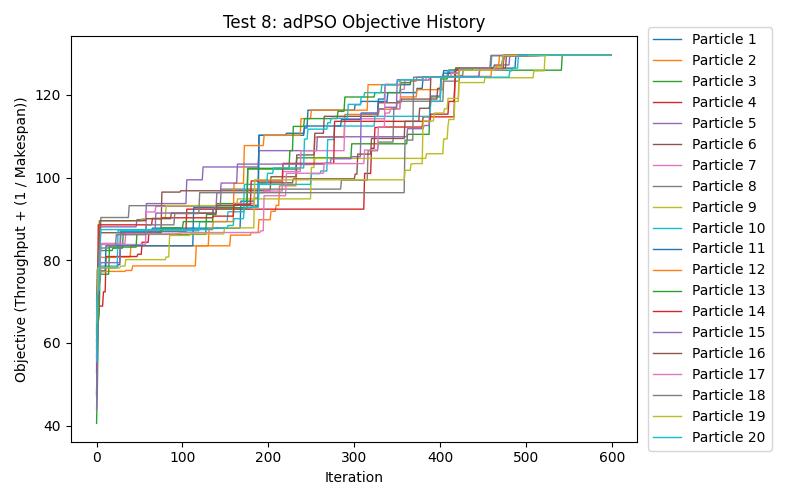 Test 8: adPSO Objective History
Objective (Throughput + (1 / Makespan))
120
100
80
60
40
0
100
200
300
400
500
600
Iteration
Particle 1
Particle 2
Particle 3
Particle 4
Particle 5
Particle 6
Particle 7
Particle 8
Particle 9
Particle 10
Particle 11
Particle 12
Particle 13
Particle 14
Particle 15
Particle 16
Particle 17
Particle 18
Particle 19
Particle 20